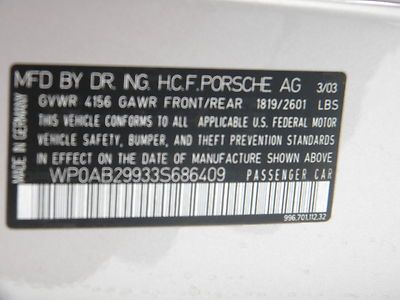 MFD BY DR. ING. H.C.F. PORSCHE AG 3/03
GVWR 4156 GAWR FRONT/REAR 1819/2601 LBS
THIS VEHICLE CONFORMS TO ALL APPLICABLE U.S. FEDERAL MOTOR
VEHICLE SAFETY, BUMPER, AND THEFT PREVENTION STANDARDS
IN EFFECT ON THE DATE OF MANUFACTURE SHOWN ABOVE.
WP0AB29933S686409 PASSENGER CAR
996.701.112.32
MADE IN GERMANY